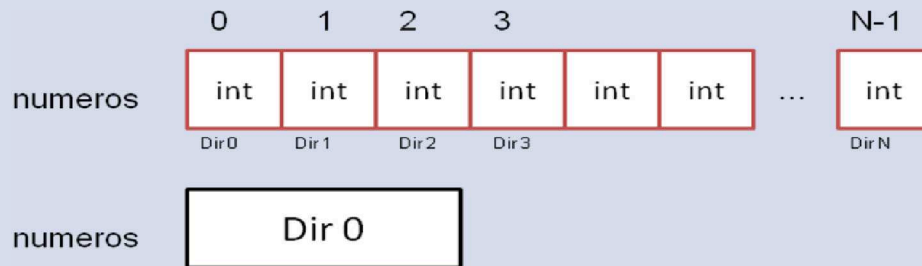 0 1 2 3 N-1
numeros int int int int int int ... int
Dir0 Dir1 Dir2 Dir3 DirN
numeros Dir 0